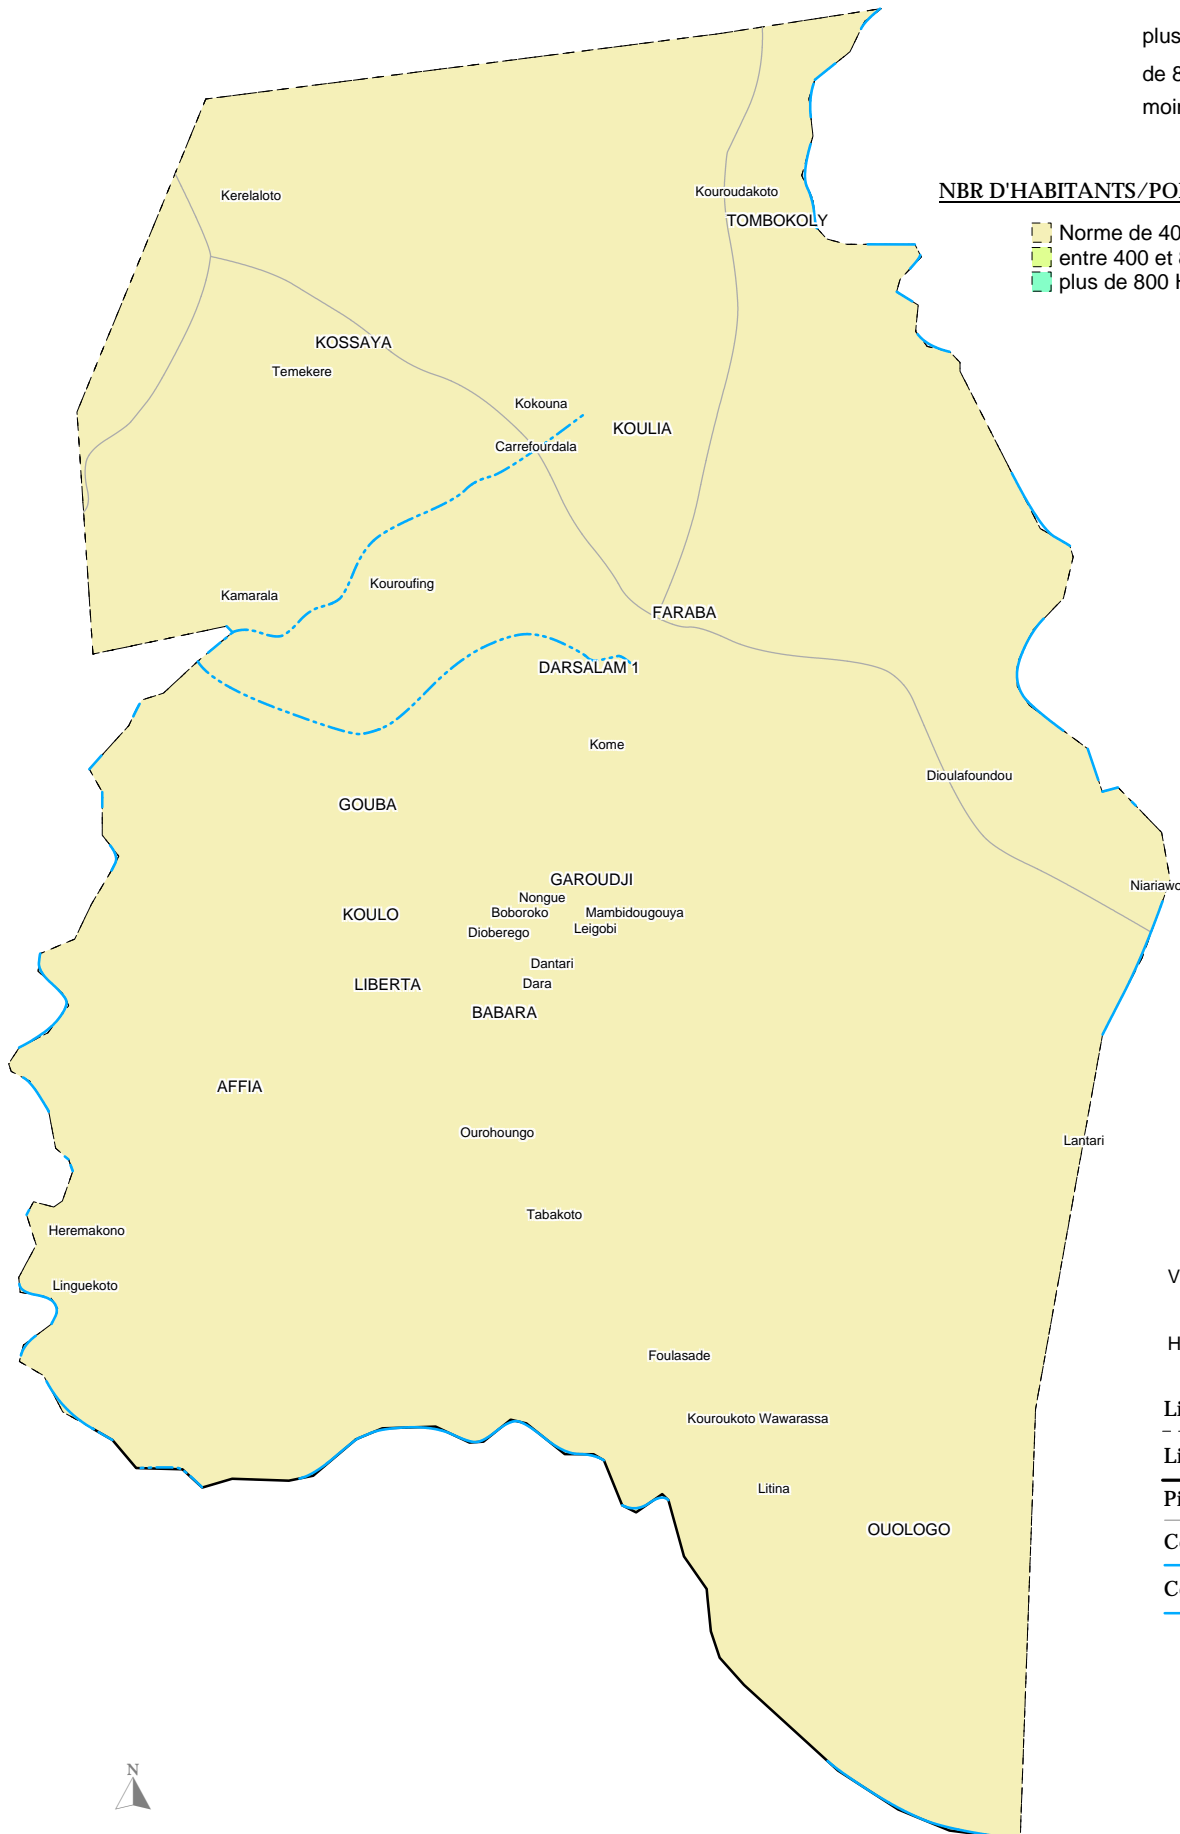 plus
de 8
moin
Kerelaloto
Kouroudakoto
NBR D'HABITANTS/PO
TOMBOKOLY
Norme de 40
entre 400 et 8
plus de 800 H
KOSSAYA
Temekere
Kokouna
KOULIA
Carrefourdala
Kouroufing
Kamarala
FARABA
DARSALAM 1
Kome
Dioulafoundou
GOUBA
GAROUDJI
Niariawo
Nongue
KOULO
Boboroko
Mambidougouya
Dioberego
Leigobi
Dantari
LIBERTA
Dara
BABARA
AFFIA
Ourohoungo
Lantari
Tabakoto
Heremakono
V
Linguekoto
H
Foulasade
Li
Kouroukoto Wawarassa
Li
Litina
Pi
OUOLOGO
C
C
N